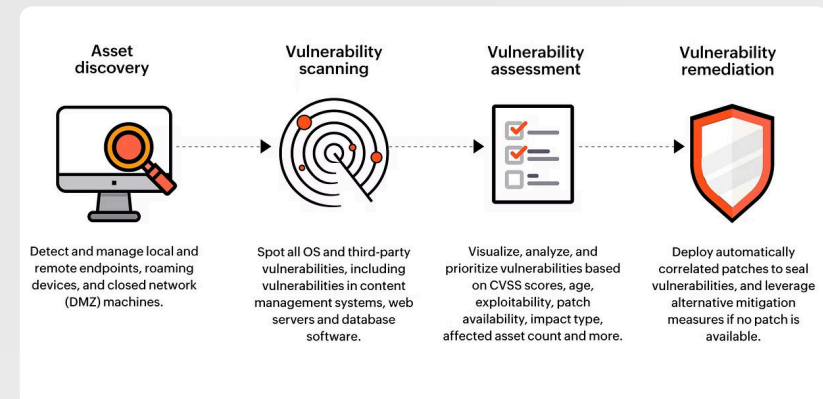 Asset
discovery
Detect and manage local and
remote endpoints, roaming
devices, and closed network
(DMZ) machines.
Vulnerability
scanning
Spot all OS and third-party
vulnerabilities, including
vulnerabilities in content
management systems, web
servers and database
software.
Vulnerability
assessment
Visualize, analyze, and
prioritize vulnerabilities based
on CVSS scores, age,
exploitability, patch
availability, impact type,
affected asset count and more.
Vulnerability
remediation
Deploy automatically
correlated patches to seal
vulnerabilities, and leverage
alternative mitigation
measures if no patch is
available.